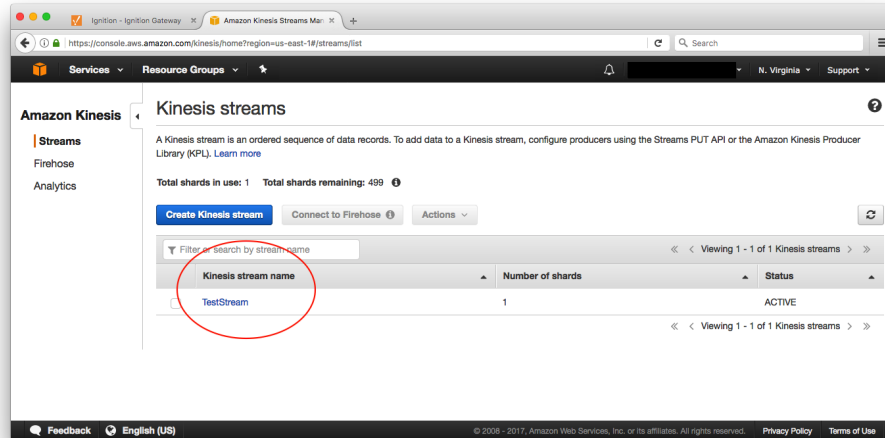 Ignition - Ignition Gateway
Amazon Kinesis Streams Man
https://console.aws.amazon.com/kinesis/home?region=us-east-1#/streams/list
Search
Services
Resource Groups
N. Virginia
Support
Amazon Kinesis
Streams
Firehose
Analytics
Kinesis streams
A Kinesis stream is an ordered sequence of data records. To add data to a Kinesis stream, configure producers using the Streams PUT API or the Amazon Kinesis Producer
Library (KPL). Learn more
Total shards in use: 1 Total shards remaining: 499
Create Kinesis stream
Connect to Firehose
Actions
Filter or search by stream name
Viewing 1 - 1 of 1 Kinesis streams
Kinesis stream name
Number of shards
Status
TestStream
1
ACTIVE
Viewing 1 - 1 of 1 Kinesis streams
Feedback
English (US)
© 2008 - 2017, Amazon Web Services, Inc. or its affiliates. All rights reserved.
Privacy Policy
Terms of Use